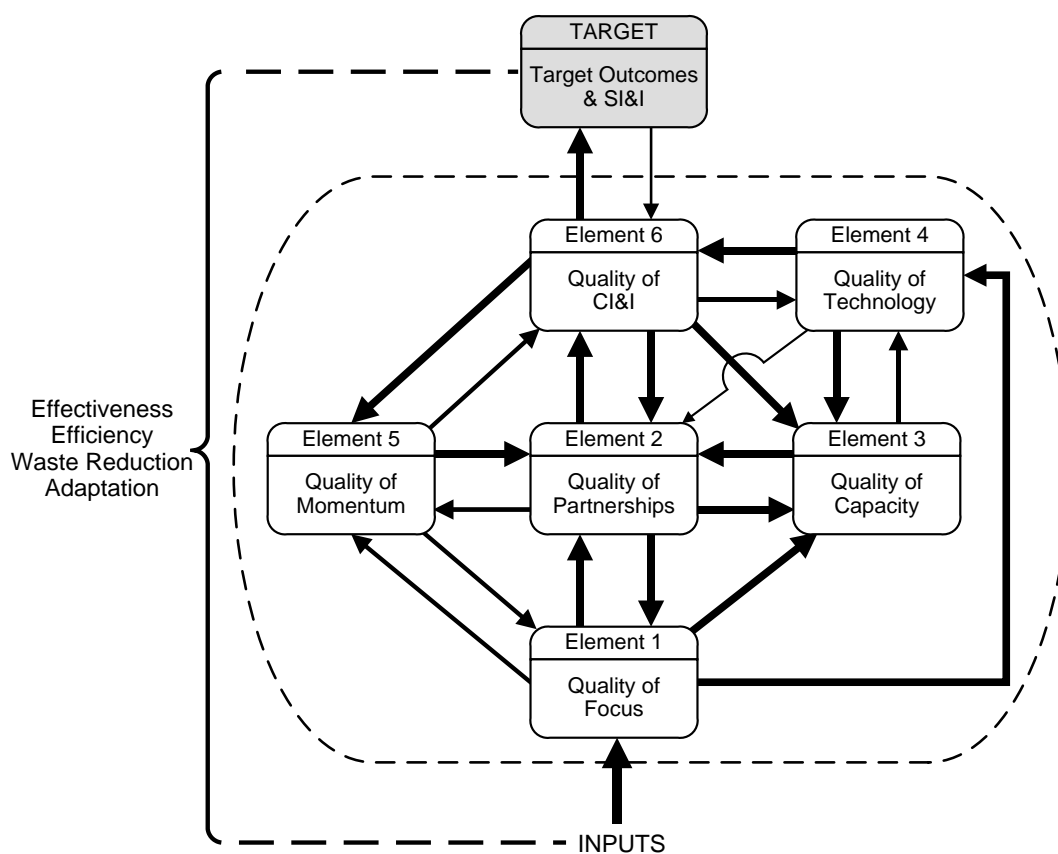 TARGET
Target Outcomes
& SI&I
Element 6
Quality of
CI&I
Element 4
Quality of
Technology
Effectiveness
Efficiency
Waste Reduction
Adaptation
Element 5
Quality of
Momentum
Element 2
Quality of
Partnerships
Element 3
Quality of
Capacity
Element 1
Quality of
Focus
INPUTS